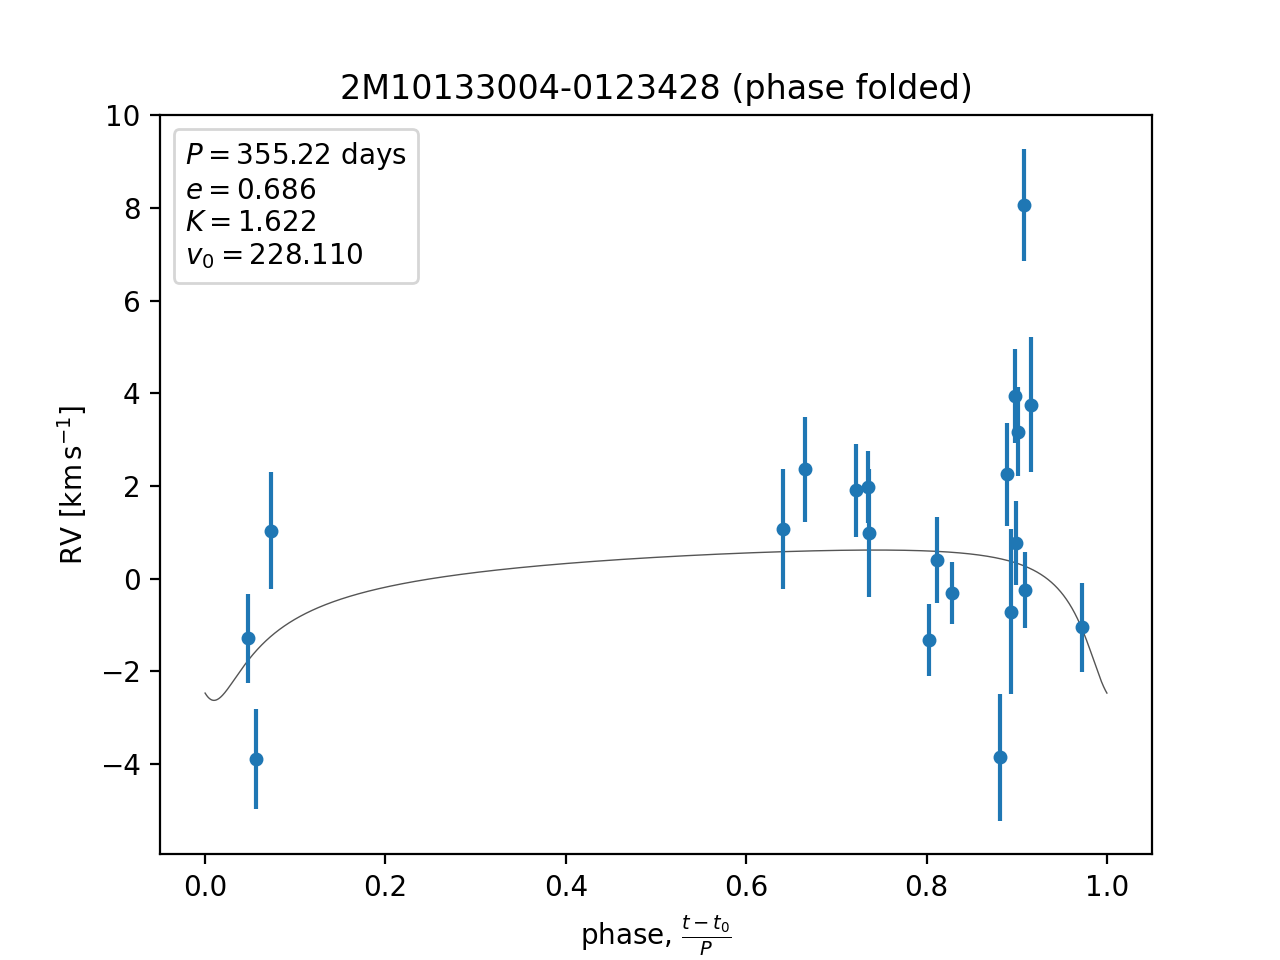 2M10133004-0123428 (phase folded)
P = 355.22 days
e = 0.686
K = 1.622
v₀ = 228.110
10
8
6
4
2
0
−2
−4
RV [km s⁻¹]
0.0 0.2 0.4 0.6 0.8 1.0
phase, (t − t₀)/P